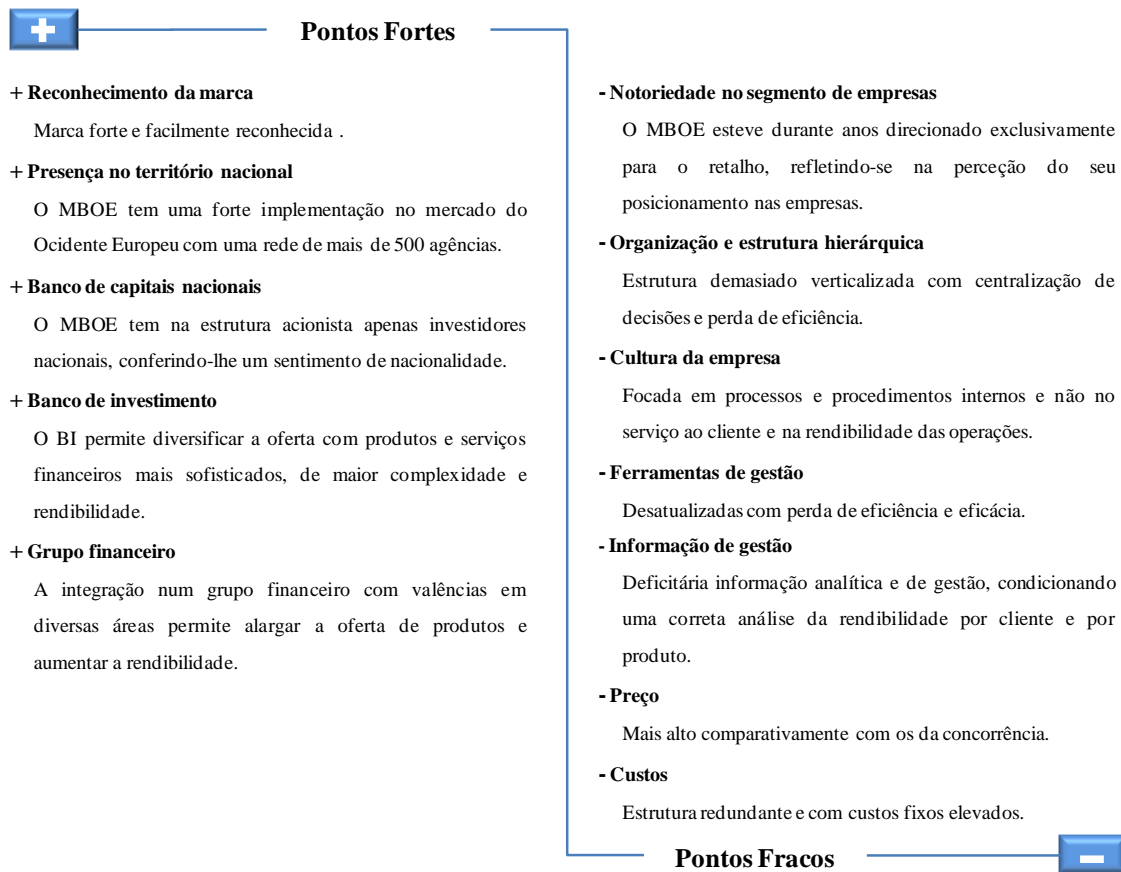 Pontos Fortes
+ Reconhecimento da marca
Marca forte e facilmente reconhecida .
+ Presença no território nacional
O MBOE tem uma forte implementação no mercado do
Ocidente Europeu com uma rede de mais de 500 agências.
+ Banco de capitais nacionais
O MBOE tem na estrutura acionista apenas investidores
nacionais, conferindo-lhe um sentimento de nacionalidade.
+ Banco de investimento
O BI permite diversificar a oferta com produtos e serviços
financeiros mais sofisticados, de maior complexidade e
rendibilidade.
+ Grupo financeiro
A integração num grupo financeiro com valências em
diversas áreas permite alargar a oferta de produtos e
aumentar a rendibilidade.
- Notoriedade no segmento de empresas
O MBOE esteve durante anos direcionado exclusivamente
para o retalho, refletindo-se na perceção do seu
posicionamento nas empresas.
- Organização e estrutura hierárquica
Estrutura demasiado verticalizada com centralização de
decisões e perda de eficiência.
- Cultura da empresa
Focada em processos e procedimentos internos e não no
serviço ao cliente e na rendibilidade das operações.
- Ferramentas de gestão
Desatualizadas com perda de eficiência e eficácia.
- Informação de gestão
Deficitária informação analítica e de gestão, condicionando
uma correta análise da rendibilidade por cliente e por
produto.
- Preço
Mais alto comparativamente com os da concorrência.
- Custos
Estrutura redundante e com custos fixos elevados.
Pontos Fracos